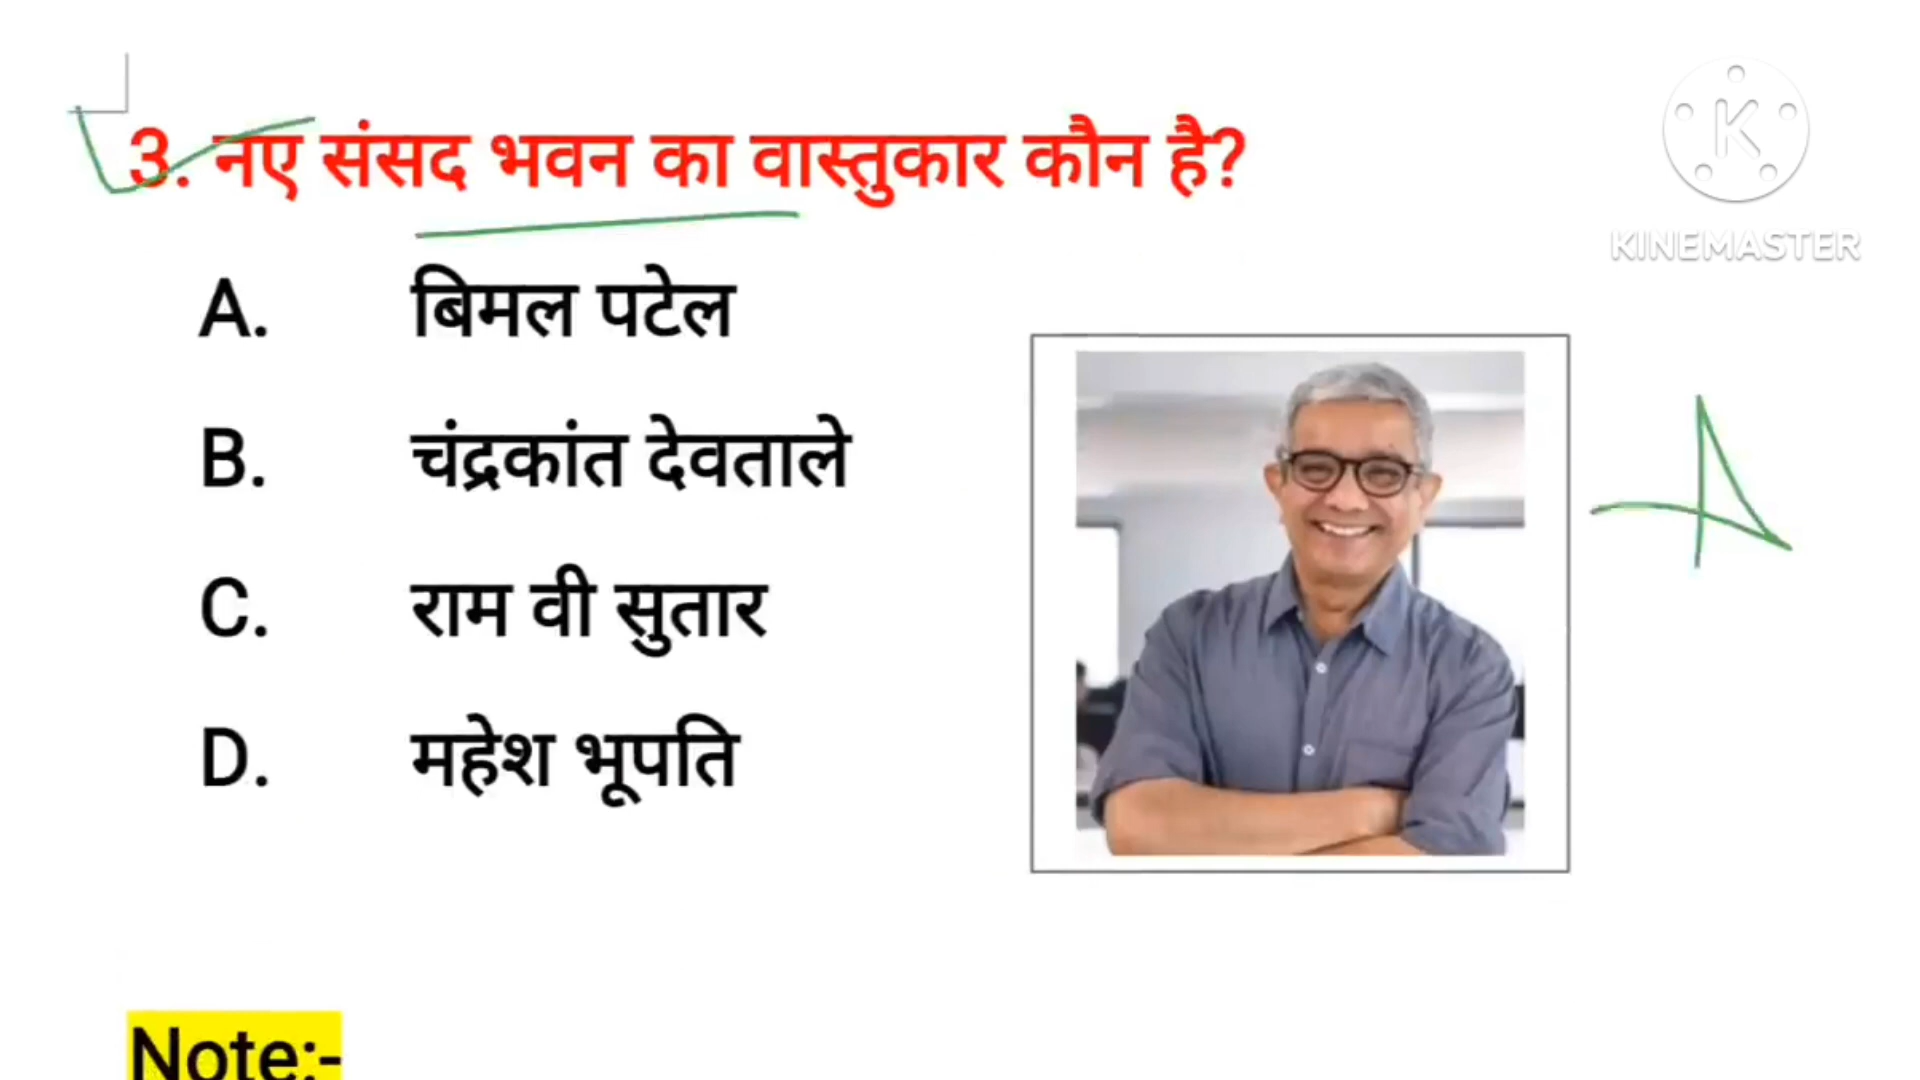 3. नए संसद भवन का वास्तुकार कौन है?
K
KINEMASTER
A. बिमल पटेल
B. चंद्रकांत देवताले
C. राम वी सुतार
D. महेश भूपति
A
Note:-